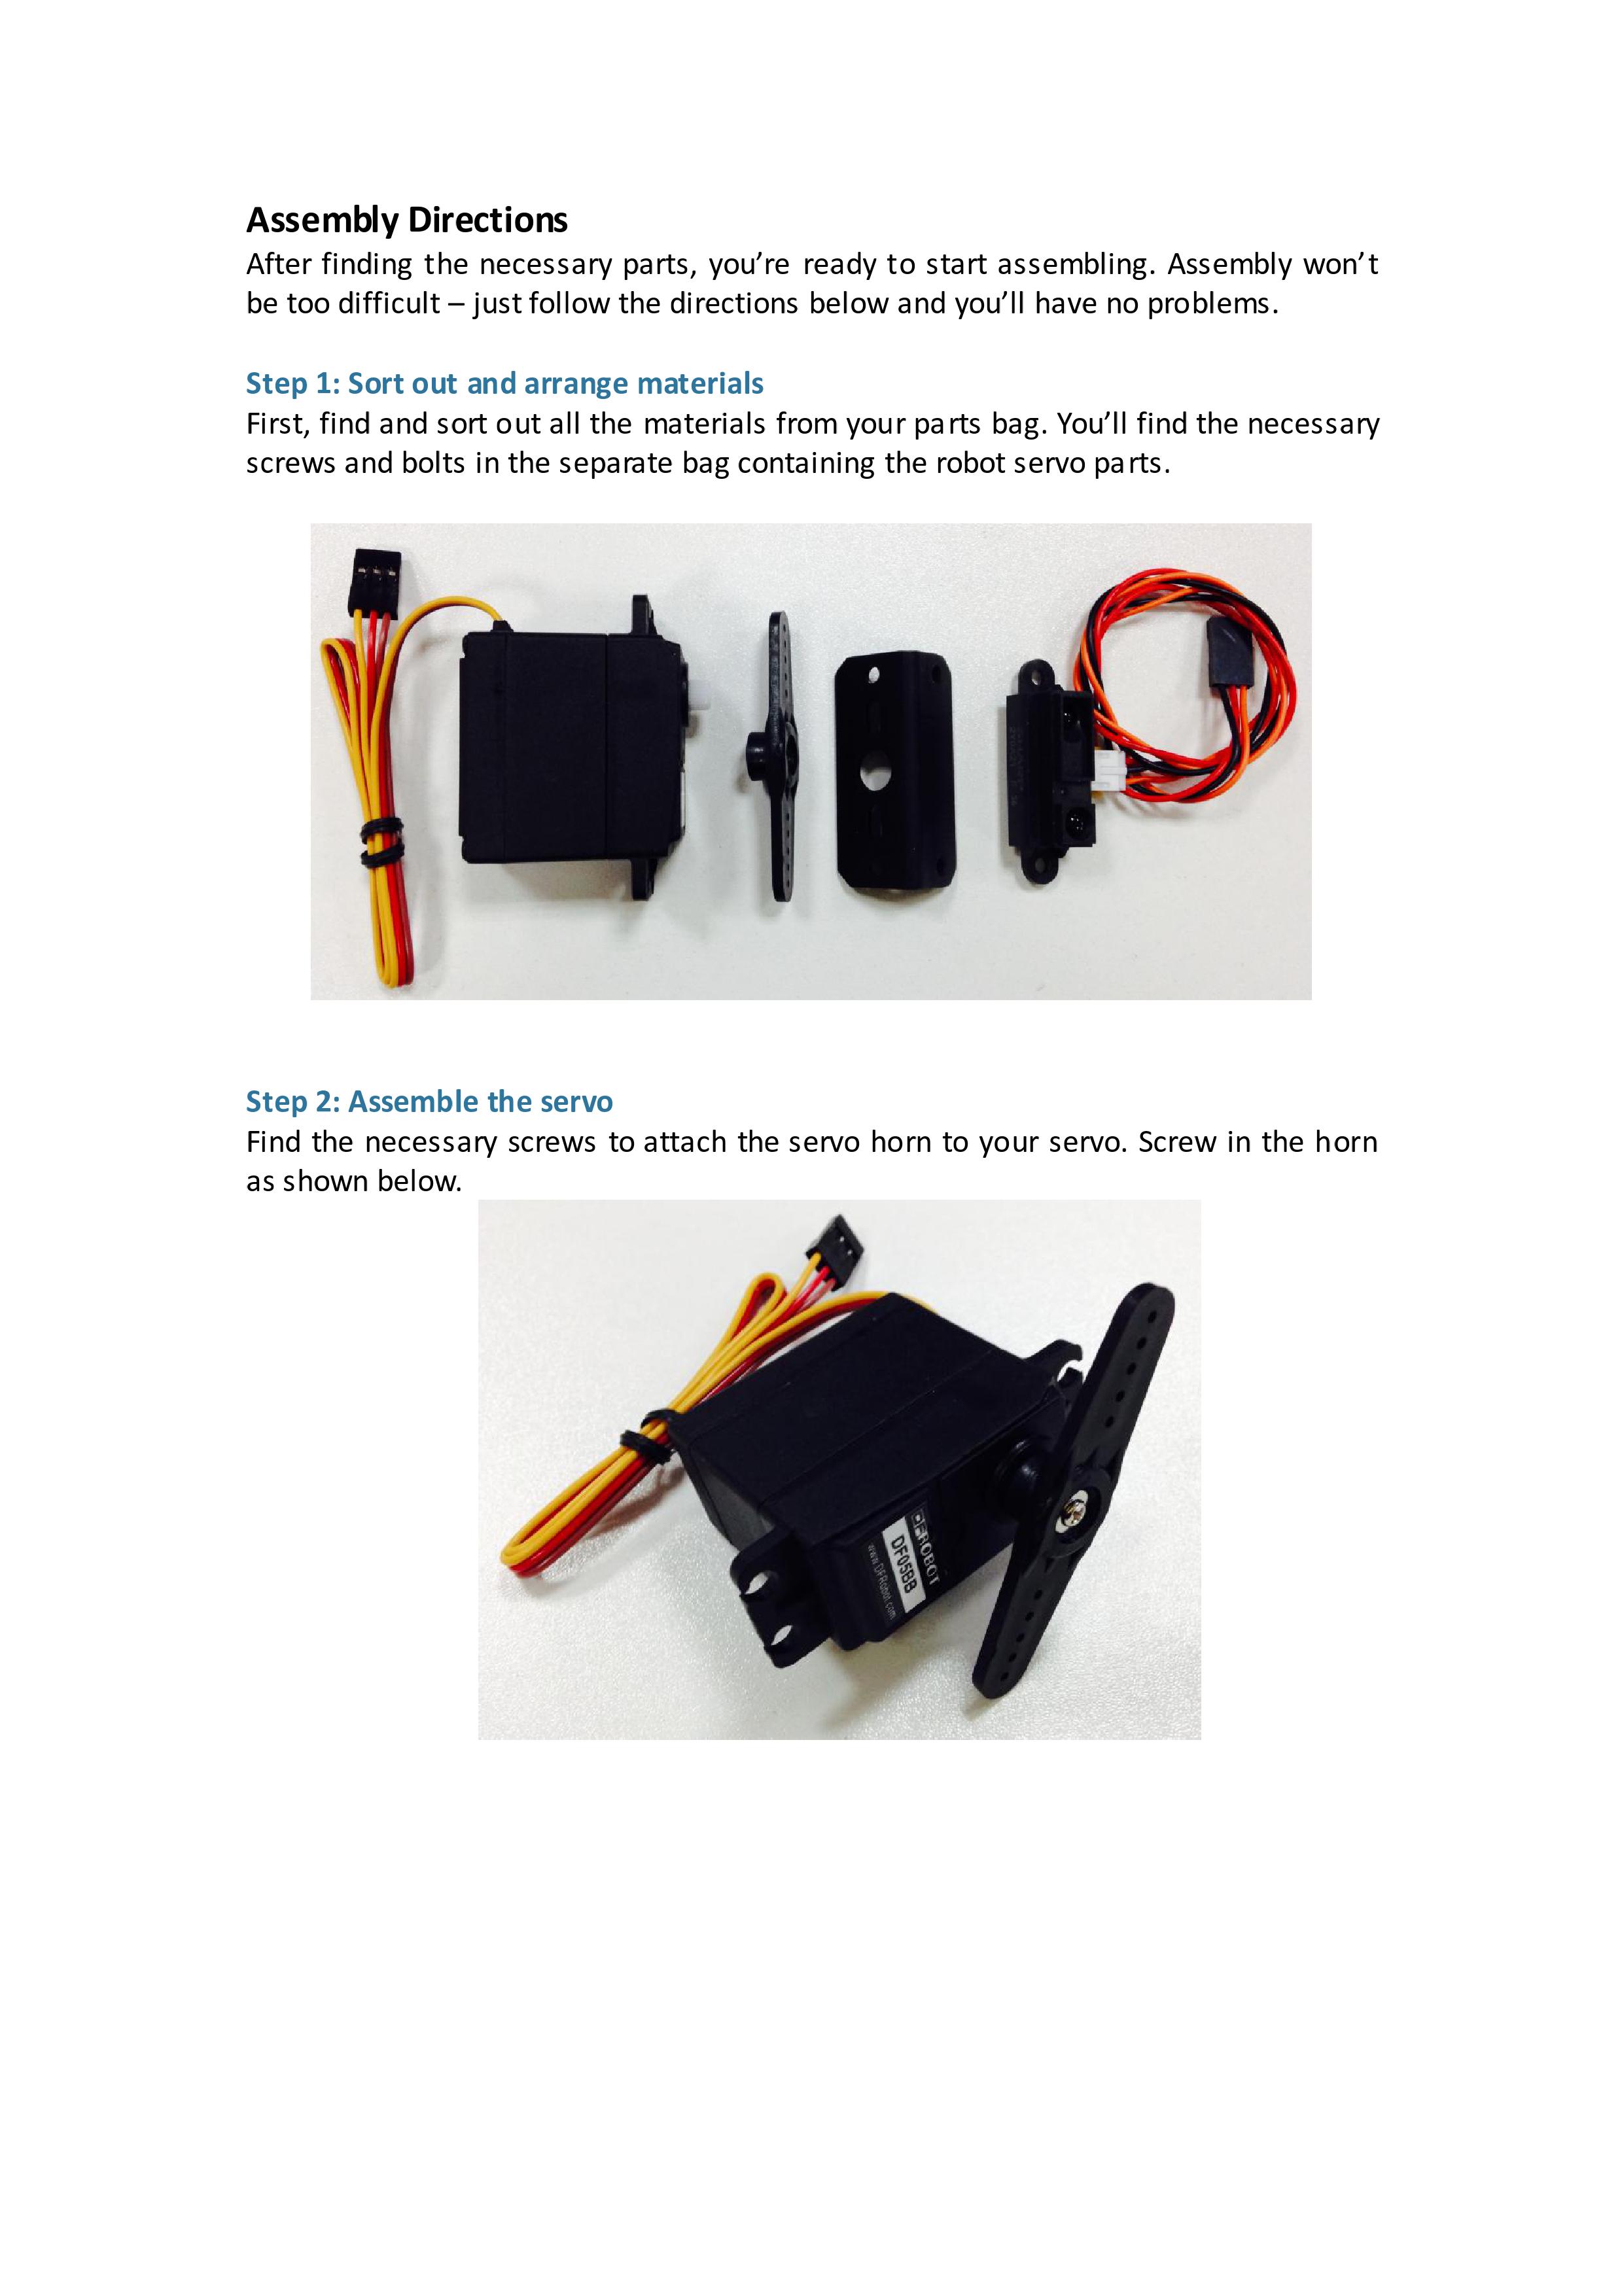 Assembly Directions
After finding the necessary parts, you’re ready to start assembling. Assembly won’t
be too difficult – just follow the directions below and you’ll have no problems.
Step 1: Sort out and arrange materials
First, find and sort out all the materials from your parts bag. You’ll find the necessary
screws and bolts in the separate bag containing the robot servo parts.
Step 2: Assemble the servo
Find the necessary screws to attach the servo horn to your servo. Screw in the horn
as shown below.
DFROBOT
DF05BB
www.DFRobot.com